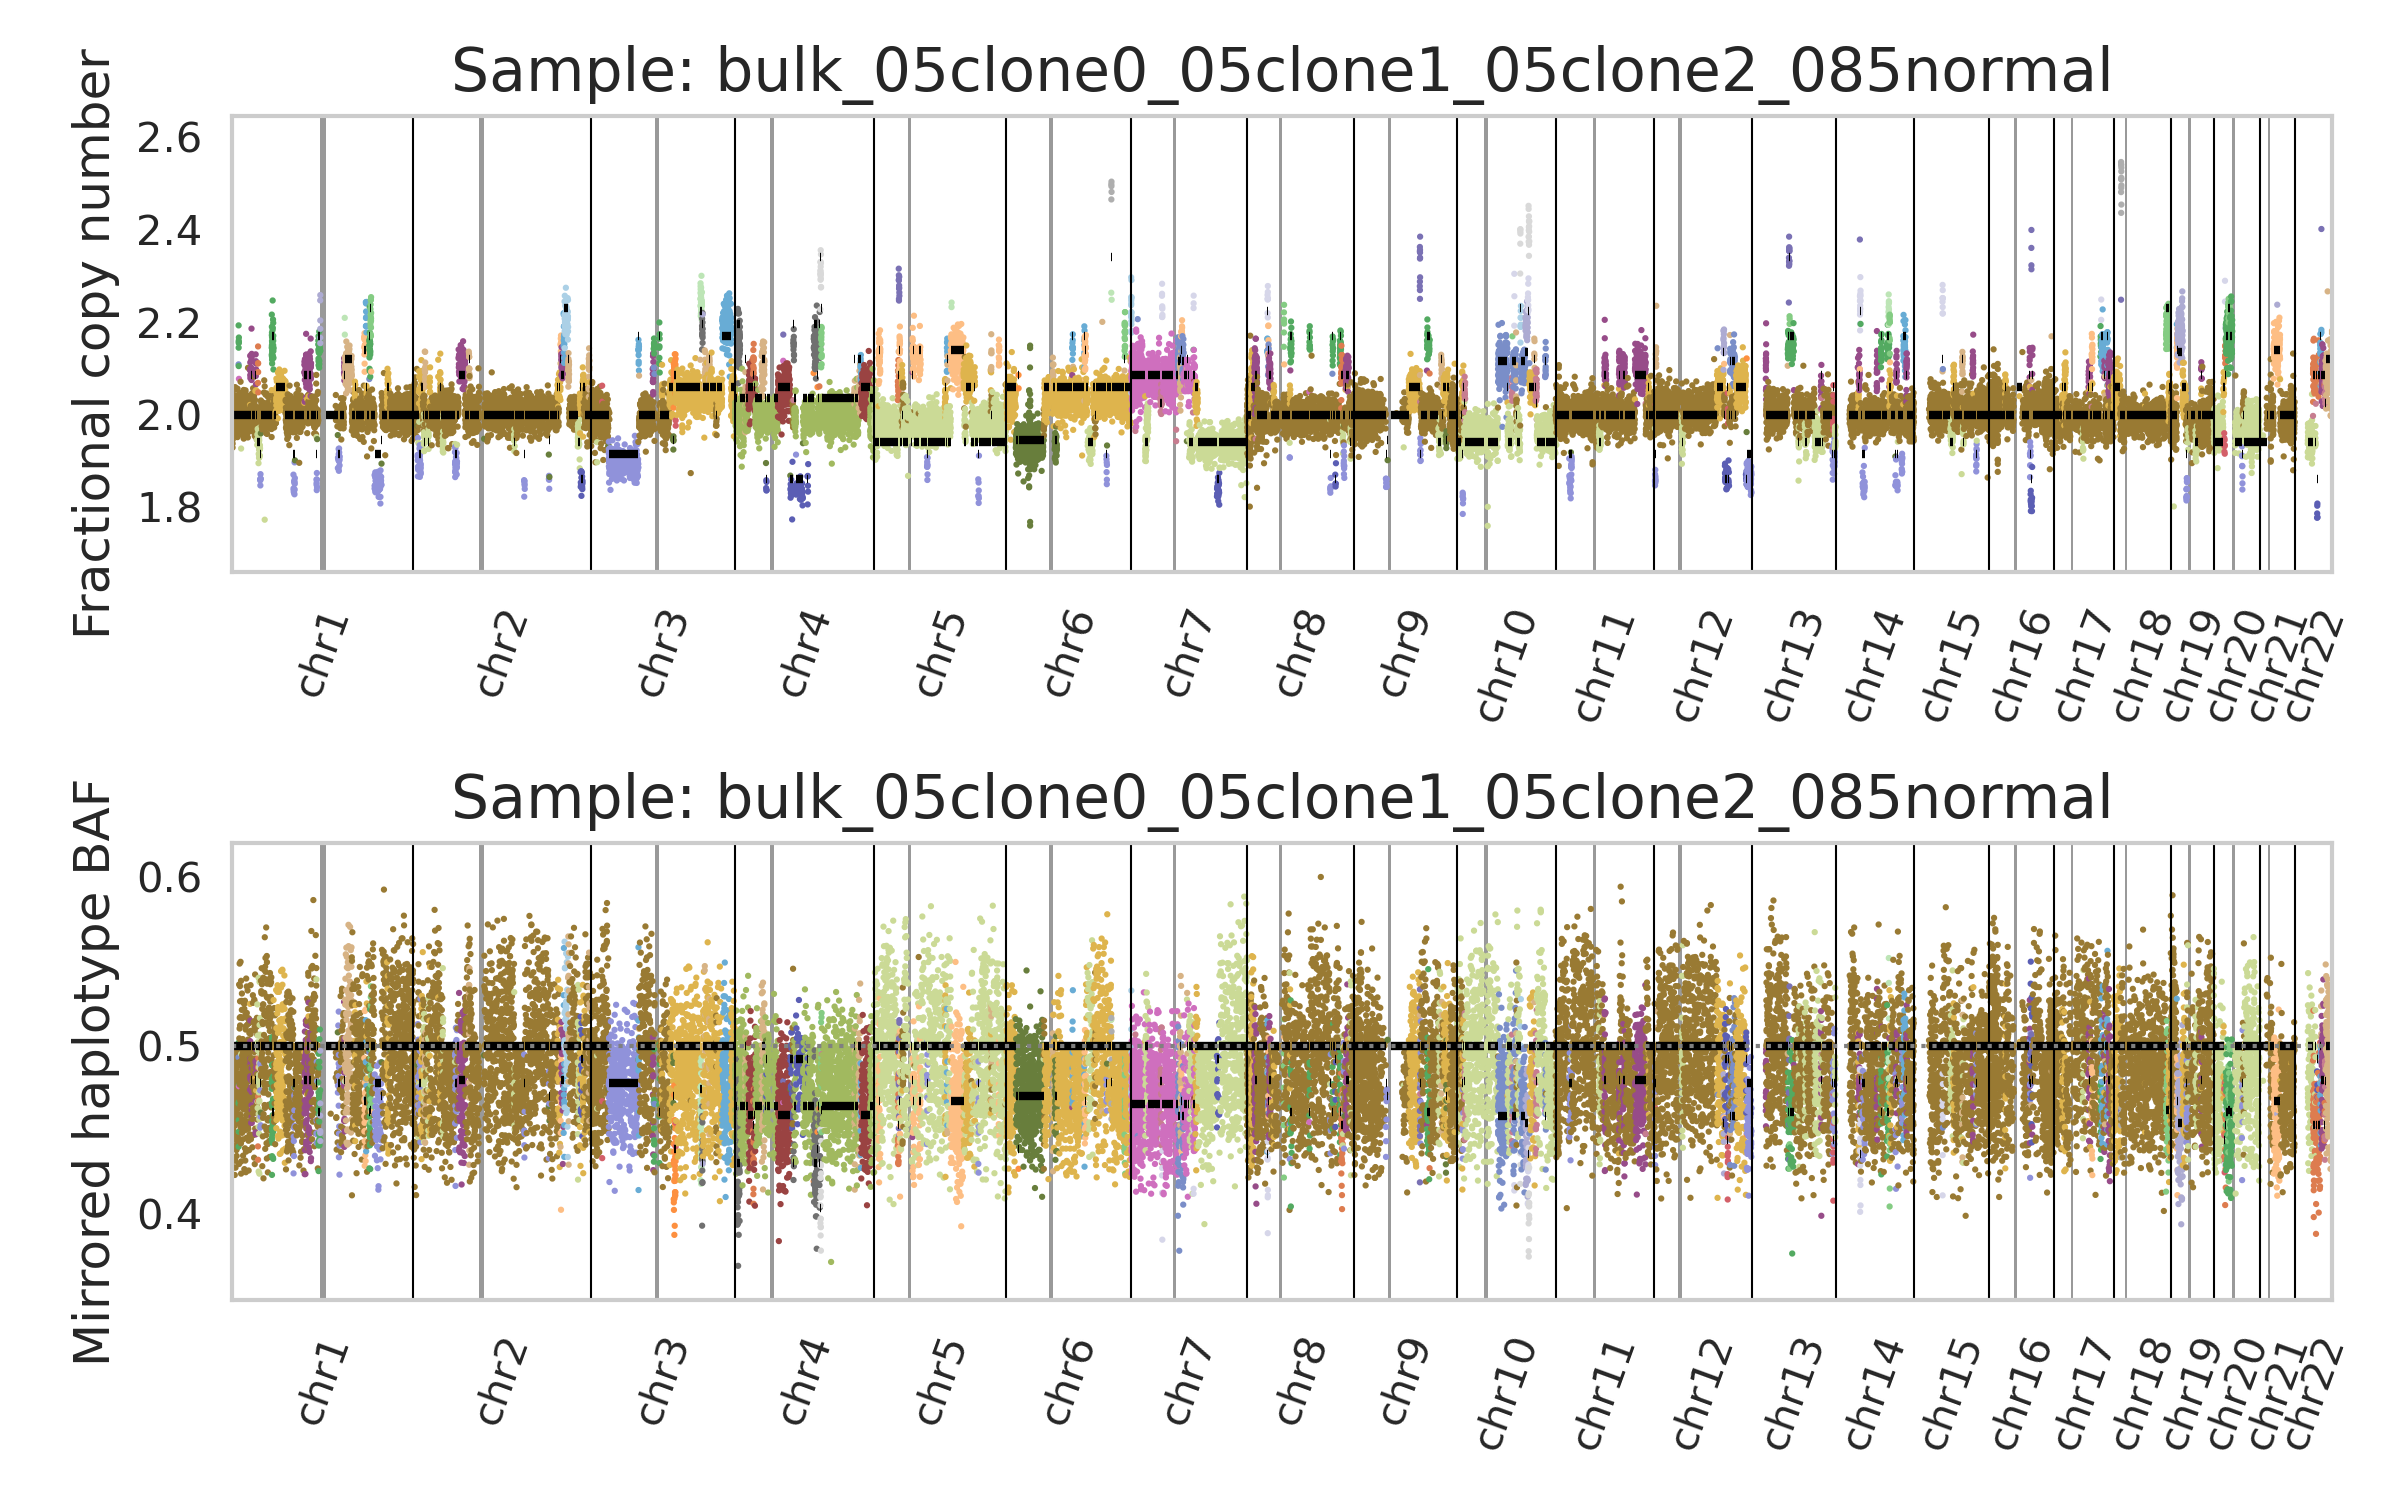 Sample: bulk_05clone0_05clone1_05clone2_085normal
Fractional copy number
2.6
2.4
2.2
2.0
1.8
chr1 chr2 chr3 chr4 chr5 chr6 chr7 chr8 chr9 chr10 chr11 chr12 chr13 chr14 chr15 chr16 chr17 chr18 chr19 chr20 chr21 chr22
Sample: bulk_05clone0_05clone1_05clone2_085normal
Mirrored haplotype BAF
0.6
0.5
0.4
chr1 chr2 chr3 chr4 chr5 chr6 chr7 chr8 chr9 chr10 chr11 chr12 chr13 chr14 chr15 chr16 chr17 chr18 chr19 chr20 chr21 chr22